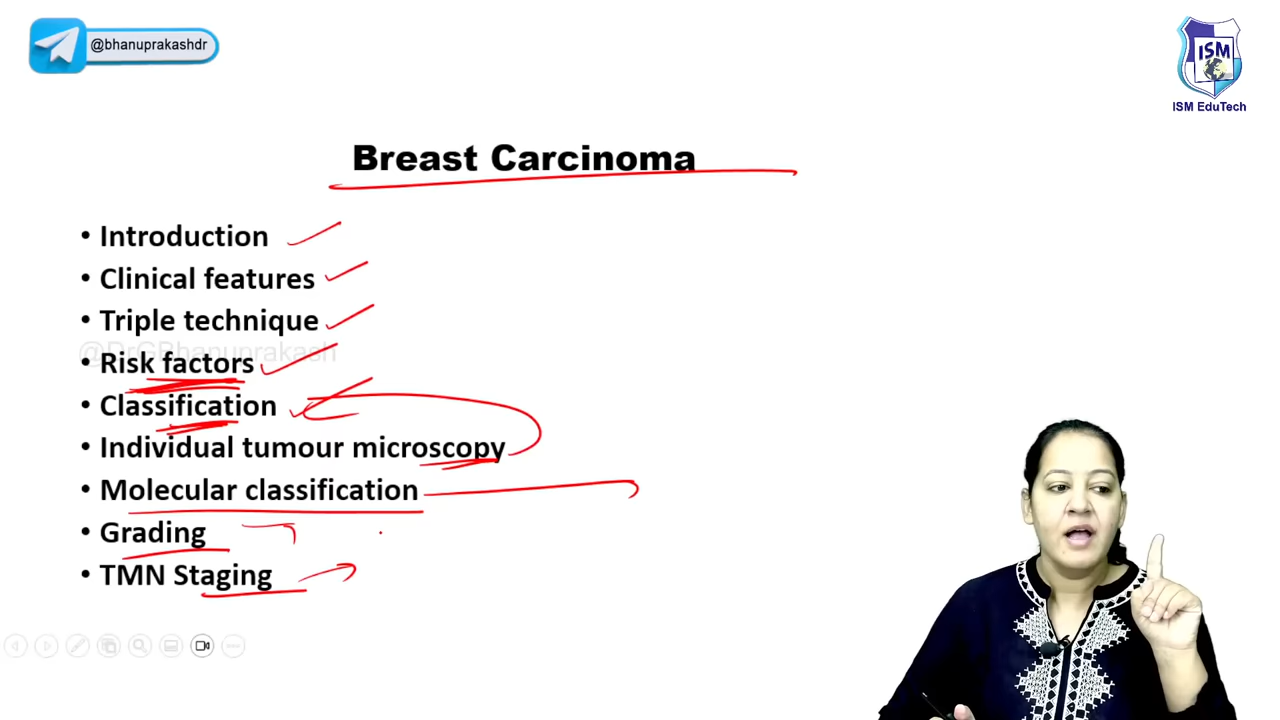 @bhanuprakashdr
ISM
ISM EduTech
Breast Carcinoma
• Introduction
• Clinical features
• Triple technique
@DrGBhanuprakash
• Risk factors
• Classification
• Individual tumour microscopy
• Molecular classification
• Grading
• TMN Staging